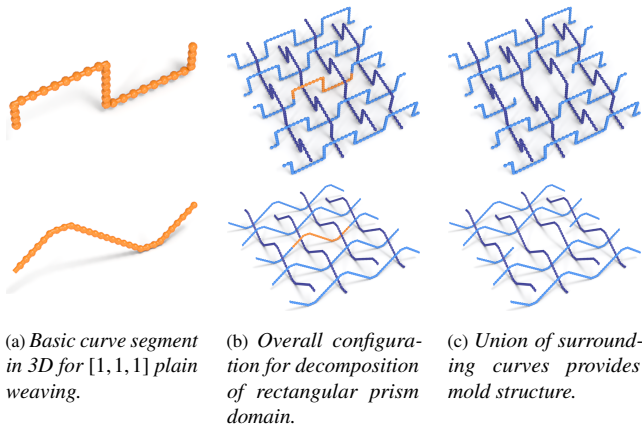 (a) Basic curve segment
in 3D for [1, 1, 1] plain
weaving.
(b) Overall configura-
tion for decomposition
of rectangular prism
domain.
(c) Union of surround-
ing curves provides
mold structure.